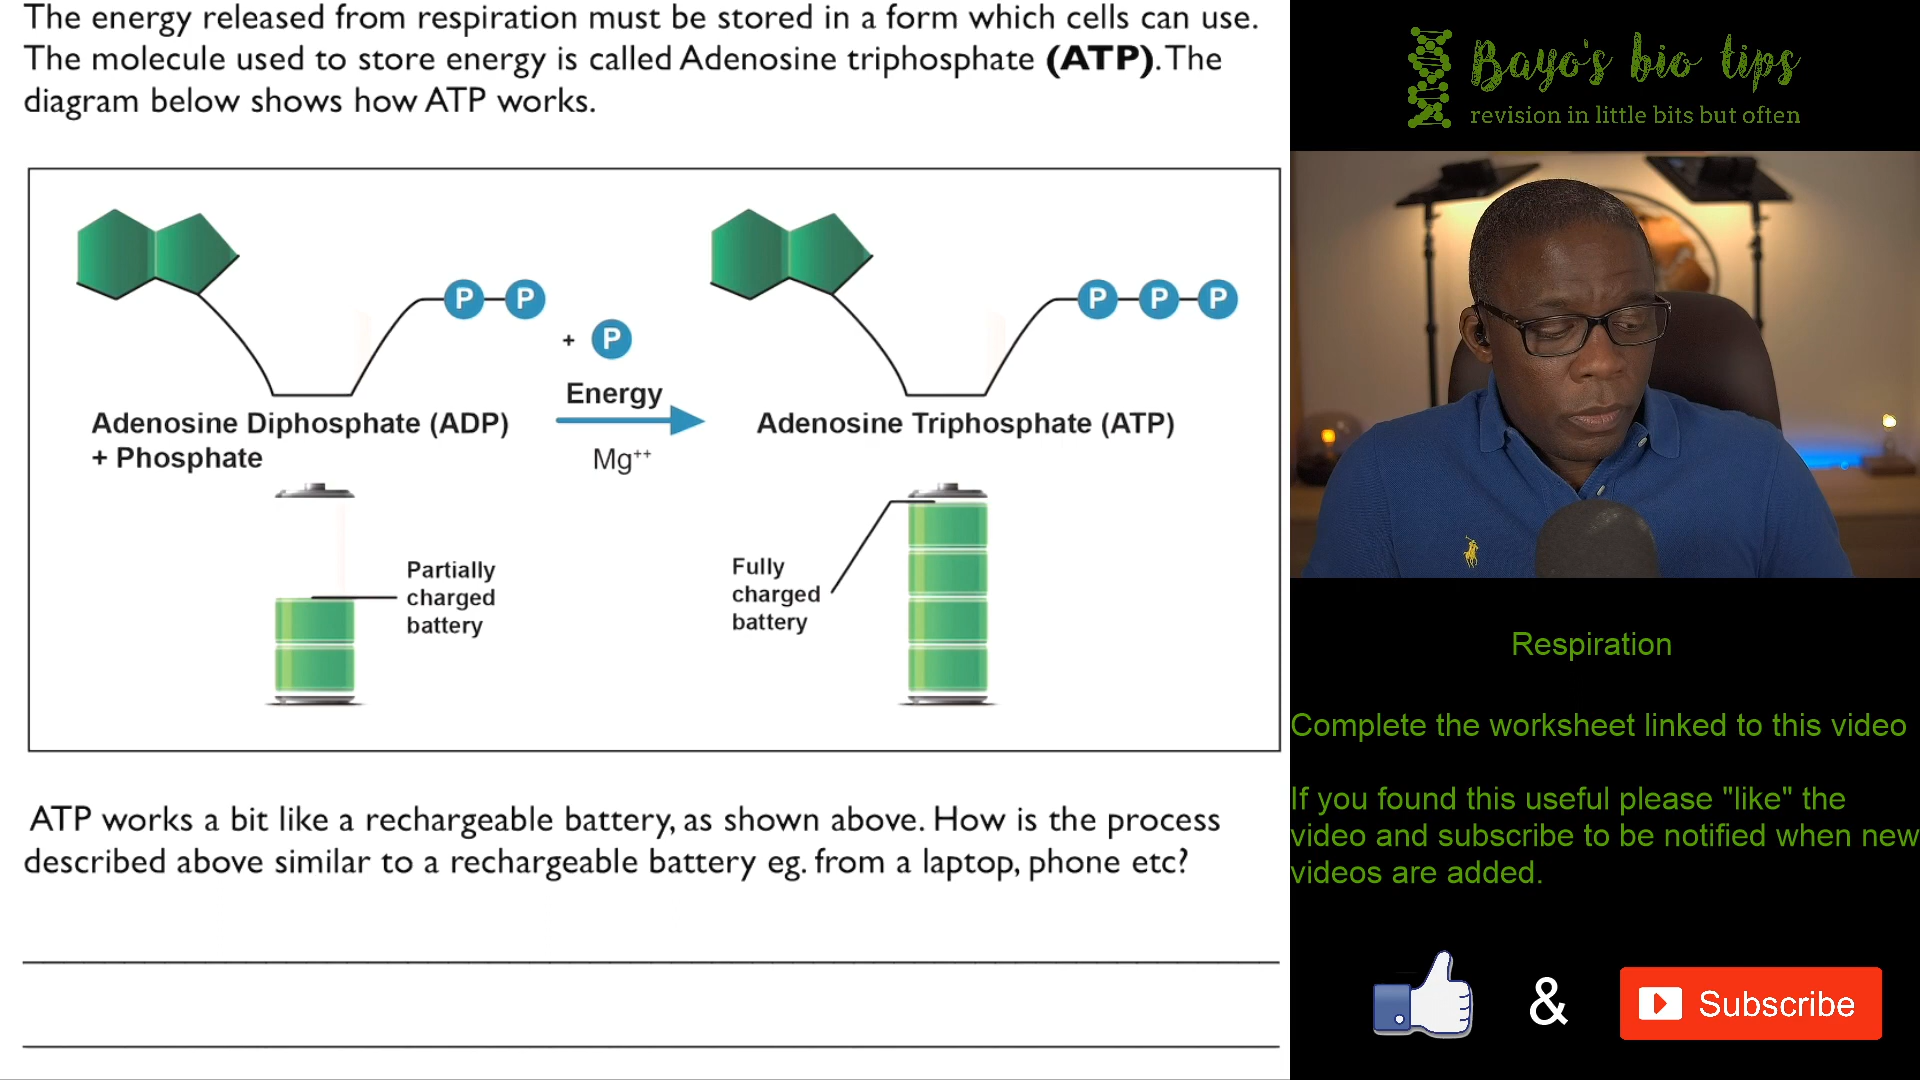 The energy released from respiration must be stored in a form which cells can use.
The molecule used to store energy is called Adenosine triphosphate (ATP). The
diagram below shows how ATP works.
P P
+ P
Energy
Mg⁺⁺
Adenosine Diphosphate (ADP)
+ Phosphate
P P P
Adenosine Triphosphate (ATP)
Partially
charged
battery
Fully
charged
battery
ATP works a bit like a rechargeable battery, as shown above. How is the process
described above similar to a rechargeable battery eg. from a laptop, phone etc?
Bayo's bio tips
revision in little bits but often
Respiration
Complete the worksheet linked to this video
If you found this useful please "like" the
video and subscribe to be notified when new
videos are added.
&
Subscribe